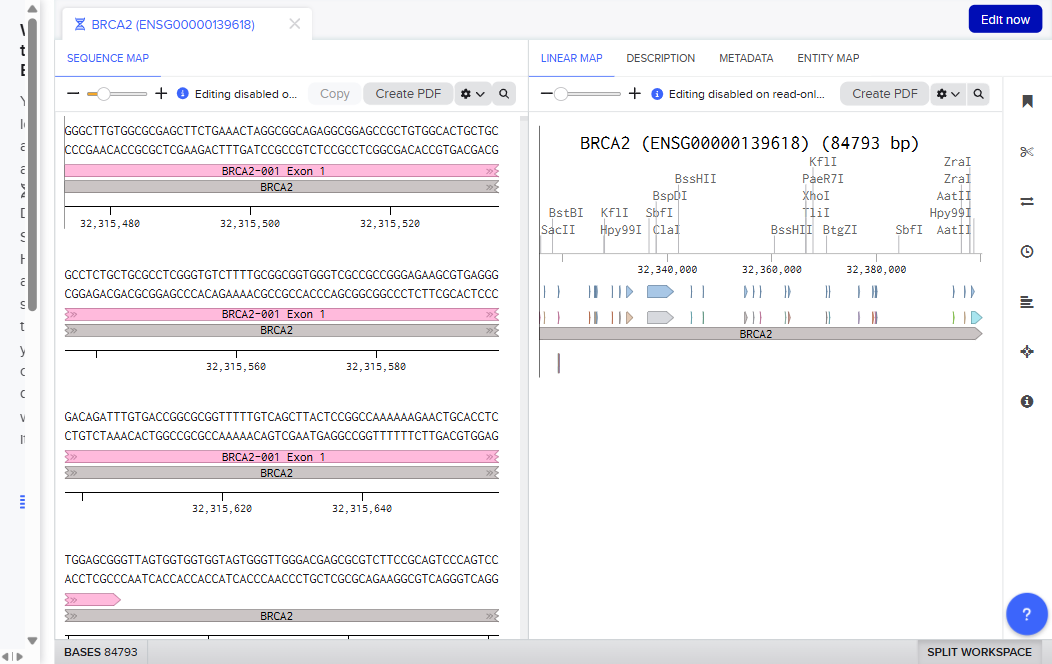 BRCA2 (ENSG00000139618)
Edit now
SEQUENCE MAP
LINEAR MAP
DESCRIPTION
METADATA
ENTITY MAP
Editing disabled o...
Copy
Create PDF
Editing disabled on read-onl...
Create PDF
GGGCTTGTGGCGCGAGCTTCTGAAACTAGGCGGCAGAGGCGGAGCCGCTGTGGCACTGCTGC
CCCGAACACCGCGCTCGAAGACTTTGATCCGCCGTCTCCGCCTCGGCGACACCGTGACGACG
BRCA2-001 Exon 1
BRCA2
32,315,480
32,315,500
32,315,520
GCCTCTGCTGCGCCTCGGGTGTCTTTTGCGGCGGTGGGTCGCCGCCGGGAGAAGCGTGAGGG
CGGAGACGACGCGGAGCCCACAGAAAACGCCGCCACCCAGCGGCGGCCCTCTTCGCACTCCC
BRCA2-001 Exon 1
BRCA2
32,315,560
32,315,580
GACAGATTTGTGACCGGCGCGGTTTTTGTCAGCTTACTCCGGCCAAAAAAGAACTGCACCTC
CTGTCTAAACACTGGCCGCGCCAAAAACAGTCGAATGAGGCCGGTTTTTTCTTGACGTGGAG
BRCA2-001 Exon 1
BRCA2
32,315,620
32,315,640
TGGAGCGGGTTAGTGGTGGTGGTAGTGGGTTGGGACGAGCGCGTCTTCCGCAGTCCCAGTCC
ACCTCGCCCAATCACCACCACCATCACCCAACCCTGCTCGCGCAGAAGGCGTCAGGGTCAGG
BRCA2
BRCA2 (ENSG00000139618) (84793 bp)
KflI
ZraI
BssHII
PaeR7I
ZraI
BspDI
XhoI
AatII
BstBI
KflI
SbfI
TliI
Hpy99I
SacII
Hpy99I
ClaI
BssHII
BtgZI
SbfI
AatII
32,340,000
32,360,000
32,380,000
BRCA2
?
BASES 84793
SPLIT WORKSPACE